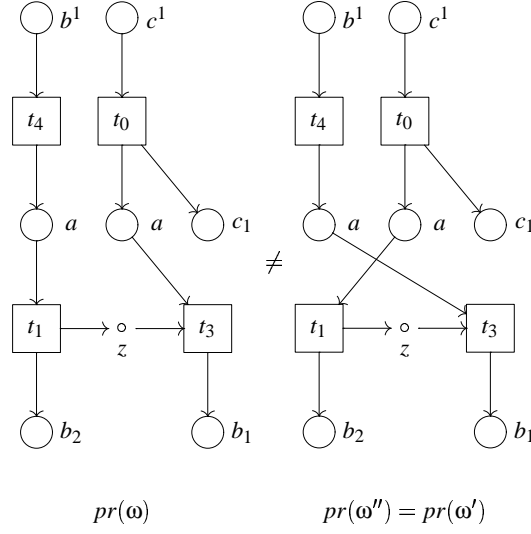 b¹ c¹ b¹ c¹
t₄ t₀ t₄ t₀
a a c₁ a a c₁
≠
t₁ z t₃ t₁ z t₃
b₂ b₁ b₂ b₁
pr(ω) pr(ω'') = pr(ω')